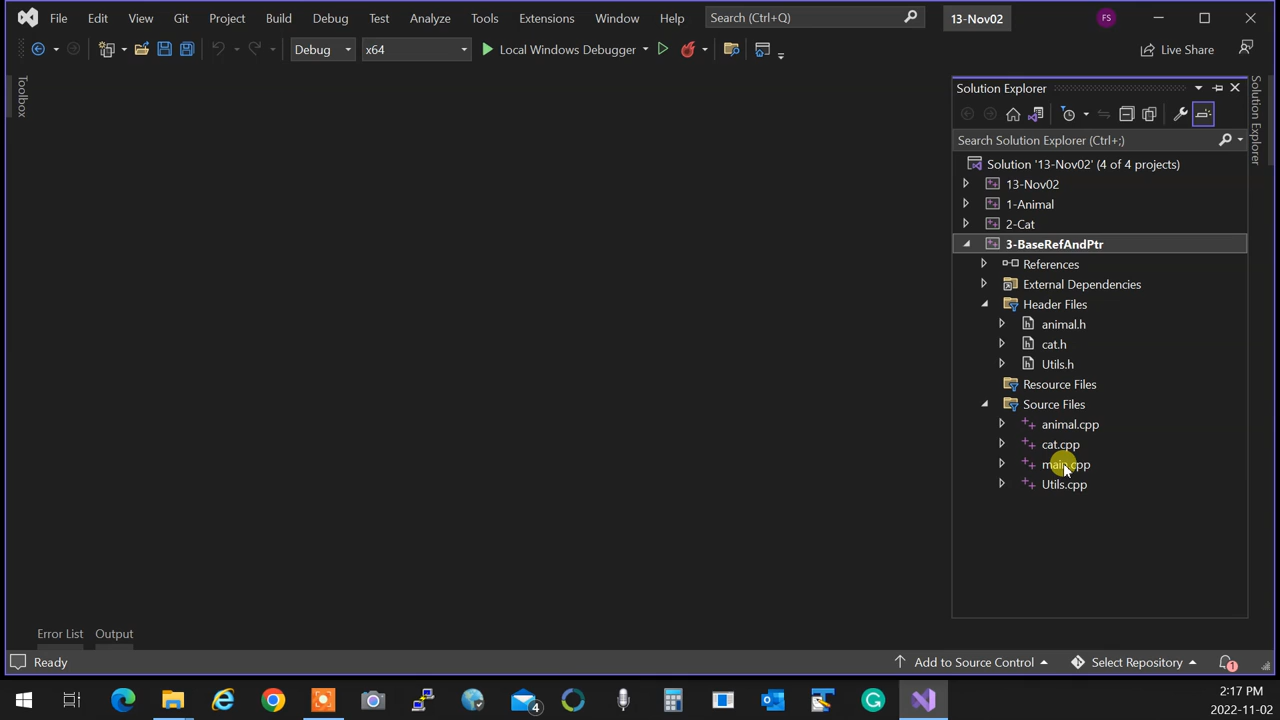 File Edit View Git Project Build Debug Test Analyze Tools Extensions Window Help Search (Ctrl+Q) 13-Nov02 FS
Debug x64 Local Windows Debugger Live Share
Toolbox
Solution Explorer
Solution Explorer
Search Solution Explorer (Ctrl+;)
Solution '13-Nov02' (4 of 4 projects)
13-Nov02
1-Animal
2-Cat
3-BaseRefAndPtr
References
External Dependencies
Header Files
animal.h
cat.h
Utils.h
Resource Files
Source Files
animal.cpp
cat.cpp
main.cpp
Utils.cpp
Error List Output
Ready Add to Source Control Select Repository 1
4
2:17 PM
2022-11-02